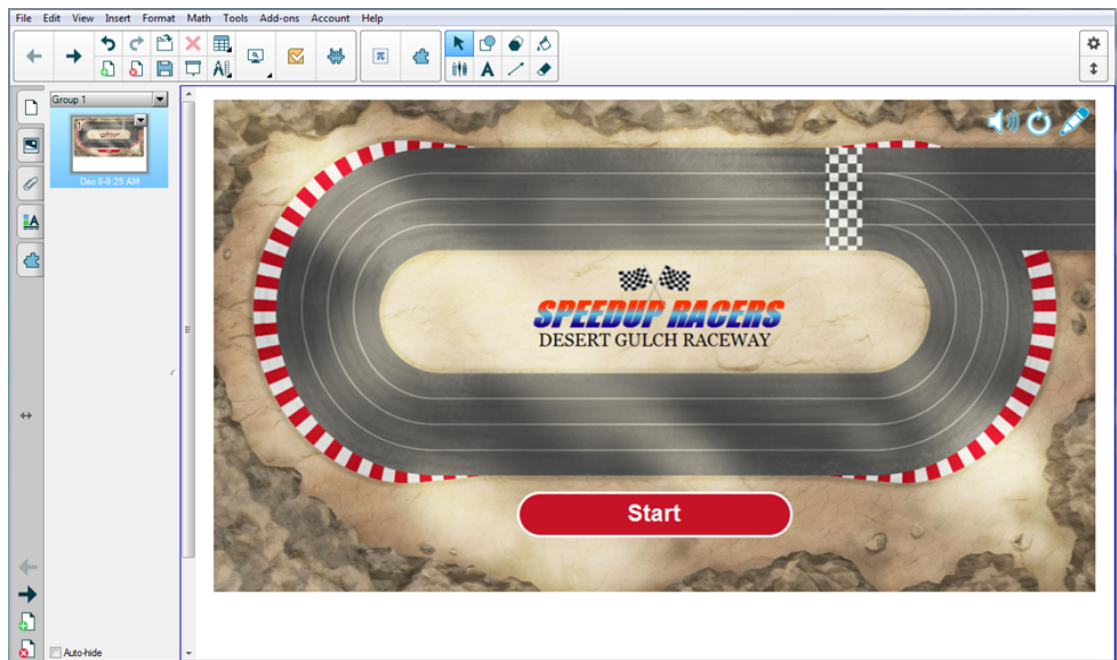 File Edit View Insert Format Math Tools Add-ons Account Help
π
A
Group 1
1
Dec 6-9:25 AM
SPEEDUP RACERS
DESERT GULCH RACEWAY
Start
Auto-hide